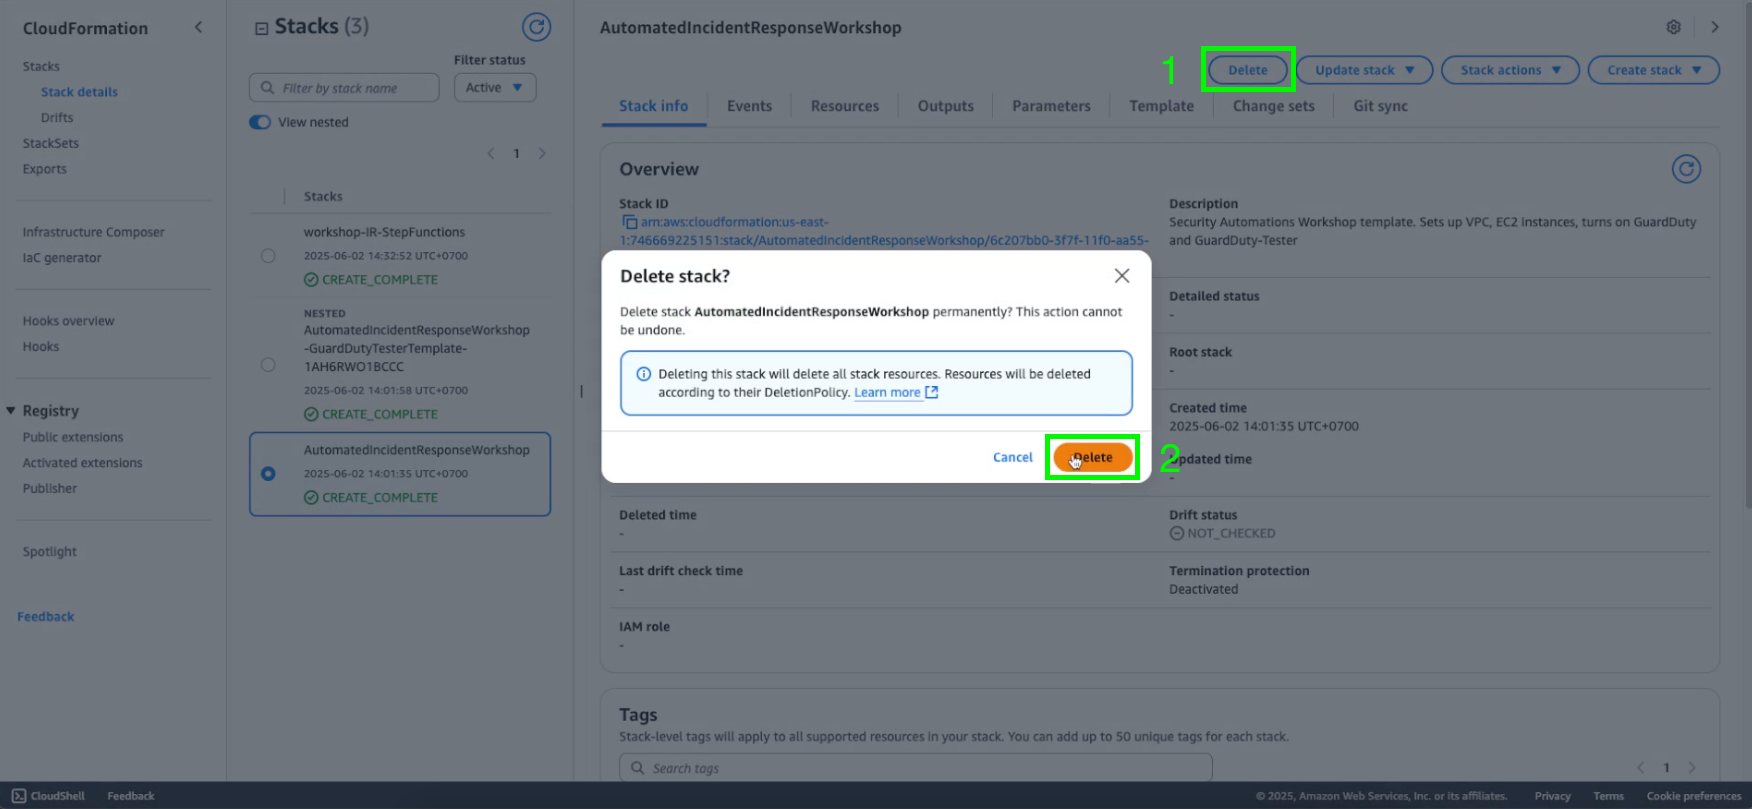 CloudFormation
Stacks
Stack details
Drifts
StackSets
Exports
Infrastructure Composer
IaC generator
Hooks overview
Hooks
Registry
Public extensions
Activated extensions
Publisher
Spotlight
Feedback
Stacks (3)
Filter status
Filter by stack name
Active
View nested
1
Stacks
workshop-IR-StepFunctions
2025-06-02 14:32:52 UTC+0700
CREATE_COMPLETE
NESTED
AutomatedIncidentResponseWorkshop
-GuardDutyTesterTemplate-
1AH6RWO1BCCC
2025-06-02 14:01:58 UTC+0700
CREATE_COMPLETE
AutomatedIncidentResponseWorkshop
2025-06-02 14:01:35 UTC+0700
CREATE_COMPLETE
AutomatedIncidentResponseWorkshop
1
Delete
Update stack
Stack actions
Create stack
Stack info
Events
Resources
Outputs
Parameters
Template
Change sets
Git sync
Overview
Stack ID
arn:aws:cloudformation:us-east-
1:746669225151:stack/AutomatedIncidentResponseWorkshop/6c207bb0-3f7f-11f0-aa55-
Description
Security Automations Workshop template. Sets up VPC, EC2 instances, turns on GuardDuty
and GuardDuty-Tester
Detailed status
-
Root stack
-
Created time
2025-06-02 14:01:35 UTC+0700
Updated time
-
Delete stack?
Delete stack AutomatedIncidentResponseWorkshop permanently? This action cannot
be undone.
Deleting this stack will delete all stack resources. Resources will be deleted
according to their DeletionPolicy. Learn more
Cancel
Delete
2
Deleted time
-
Drift status
NOT_CHECKED
Last drift check time
-
Termination protection
Deactivated
IAM role
-
Tags
Stack-level tags will apply to all supported resources in your stack. You can add up to 50 unique tags for each stack.
Search tags
1
CloudShell
Feedback
© 2025, Amazon Web Services, Inc. or its affiliates.
Privacy
Terms
Cookie preferences